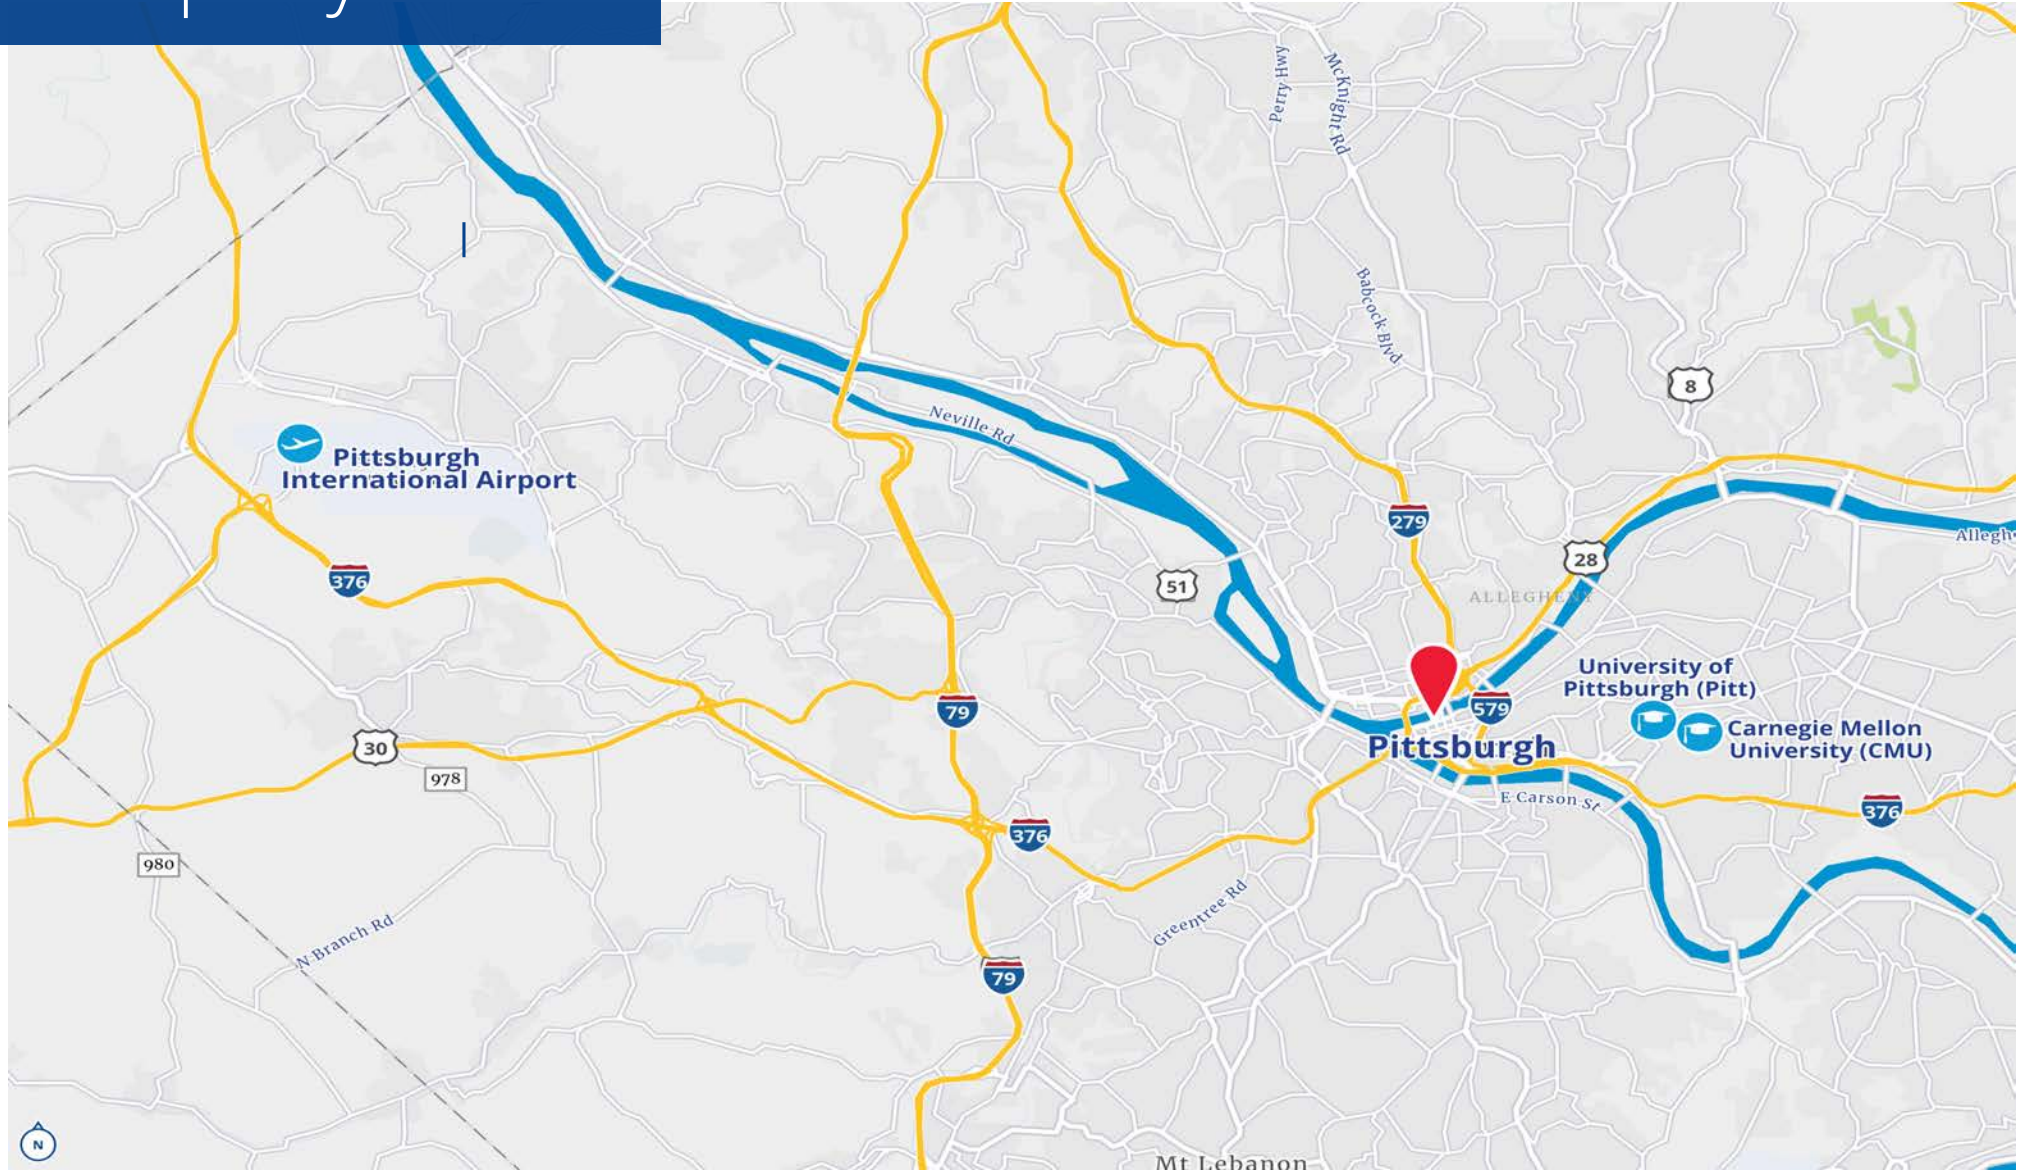 Perry Hwy
McKnight Rd
Babcock Blvd
8
Pittsburgh
International Airport
Neville Rd
279
28
Allegh
376
51
ALLEGHENY
University of
Pittsburgh (Pitt)
79
579
Carnegie Mellon
University (CMU)
30
Pittsburgh
978
E Carson St
376
376
980
Greentree Rd
N Branch Rd
79
N
Mt Lebanon